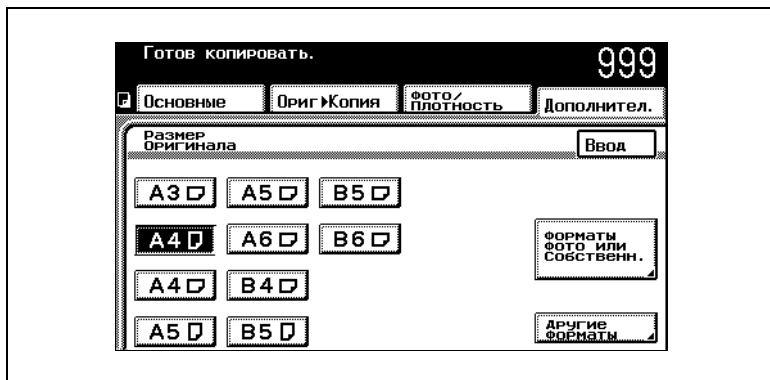 Готов копировать.
999
Основные
Ориг▶Копия
Фото/
Плотность
Дополнител.
Размер
Оригинала
Ввод
A3 A5 B5
A4 A6 B6
Форматы
Фото или
Собственн.
A4 B4
A5 B5
Другие
Форматы